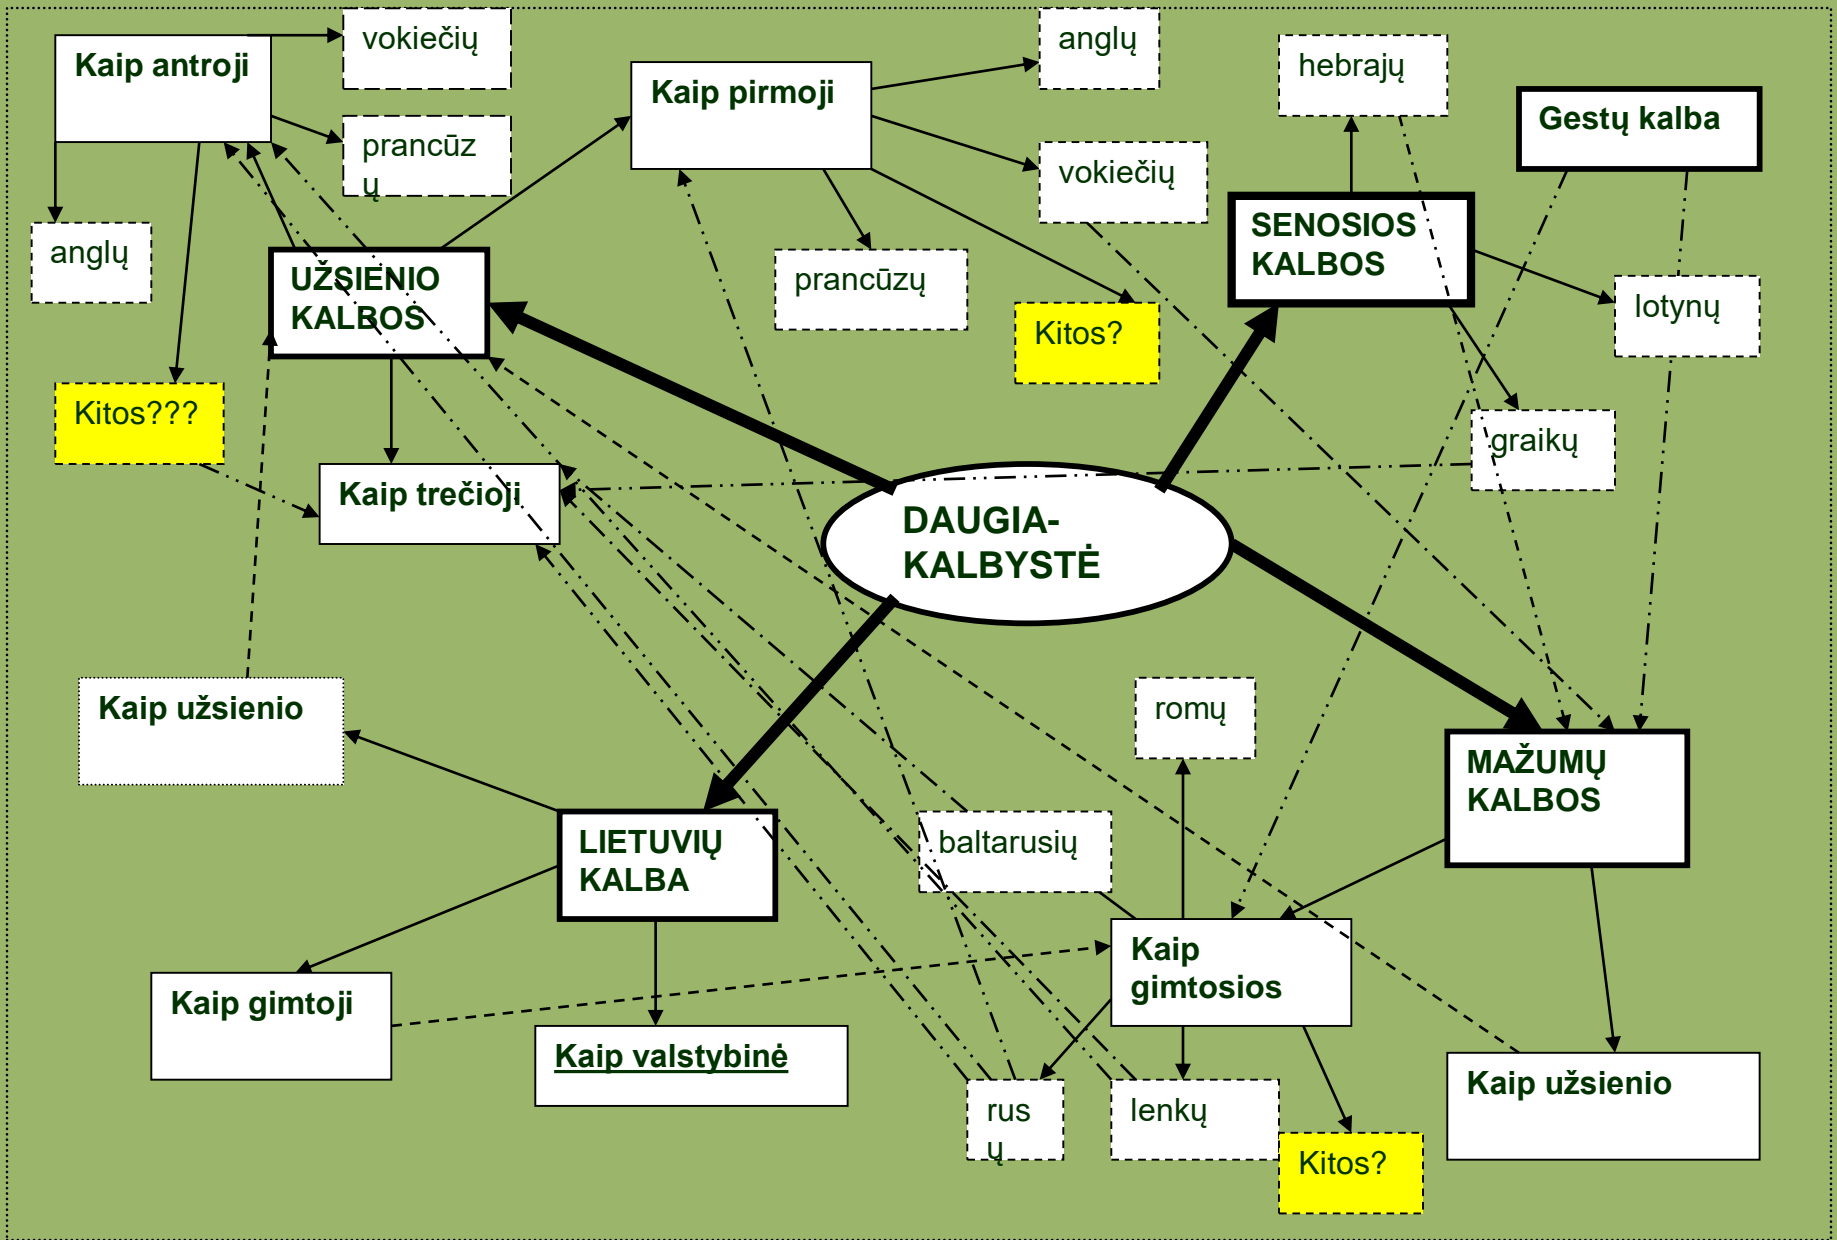 vokiečių
anglų
Kaip antroji
hebrajų
Kaip pirmoji
Gestų kalba
prancūz
ų
vokiečių
anglų
SENOSIOS
KALBOS
UŽSIENIO
KALBOS
prancūzų
lotynų
Kitos?
Kitos???
graikų
Kaip trečioji
DAUGIA-
KALBYSTĖ
Kaip užsienio
romų
MAŽUMŲ
KALBOS
LIETUVIŲ
KALBA
baltarusių
Kaip
gimtosios
Kaip gimtoji
Kaip valstybinė
Kaip užsienio
rus
ų
lenkų
Kitos?